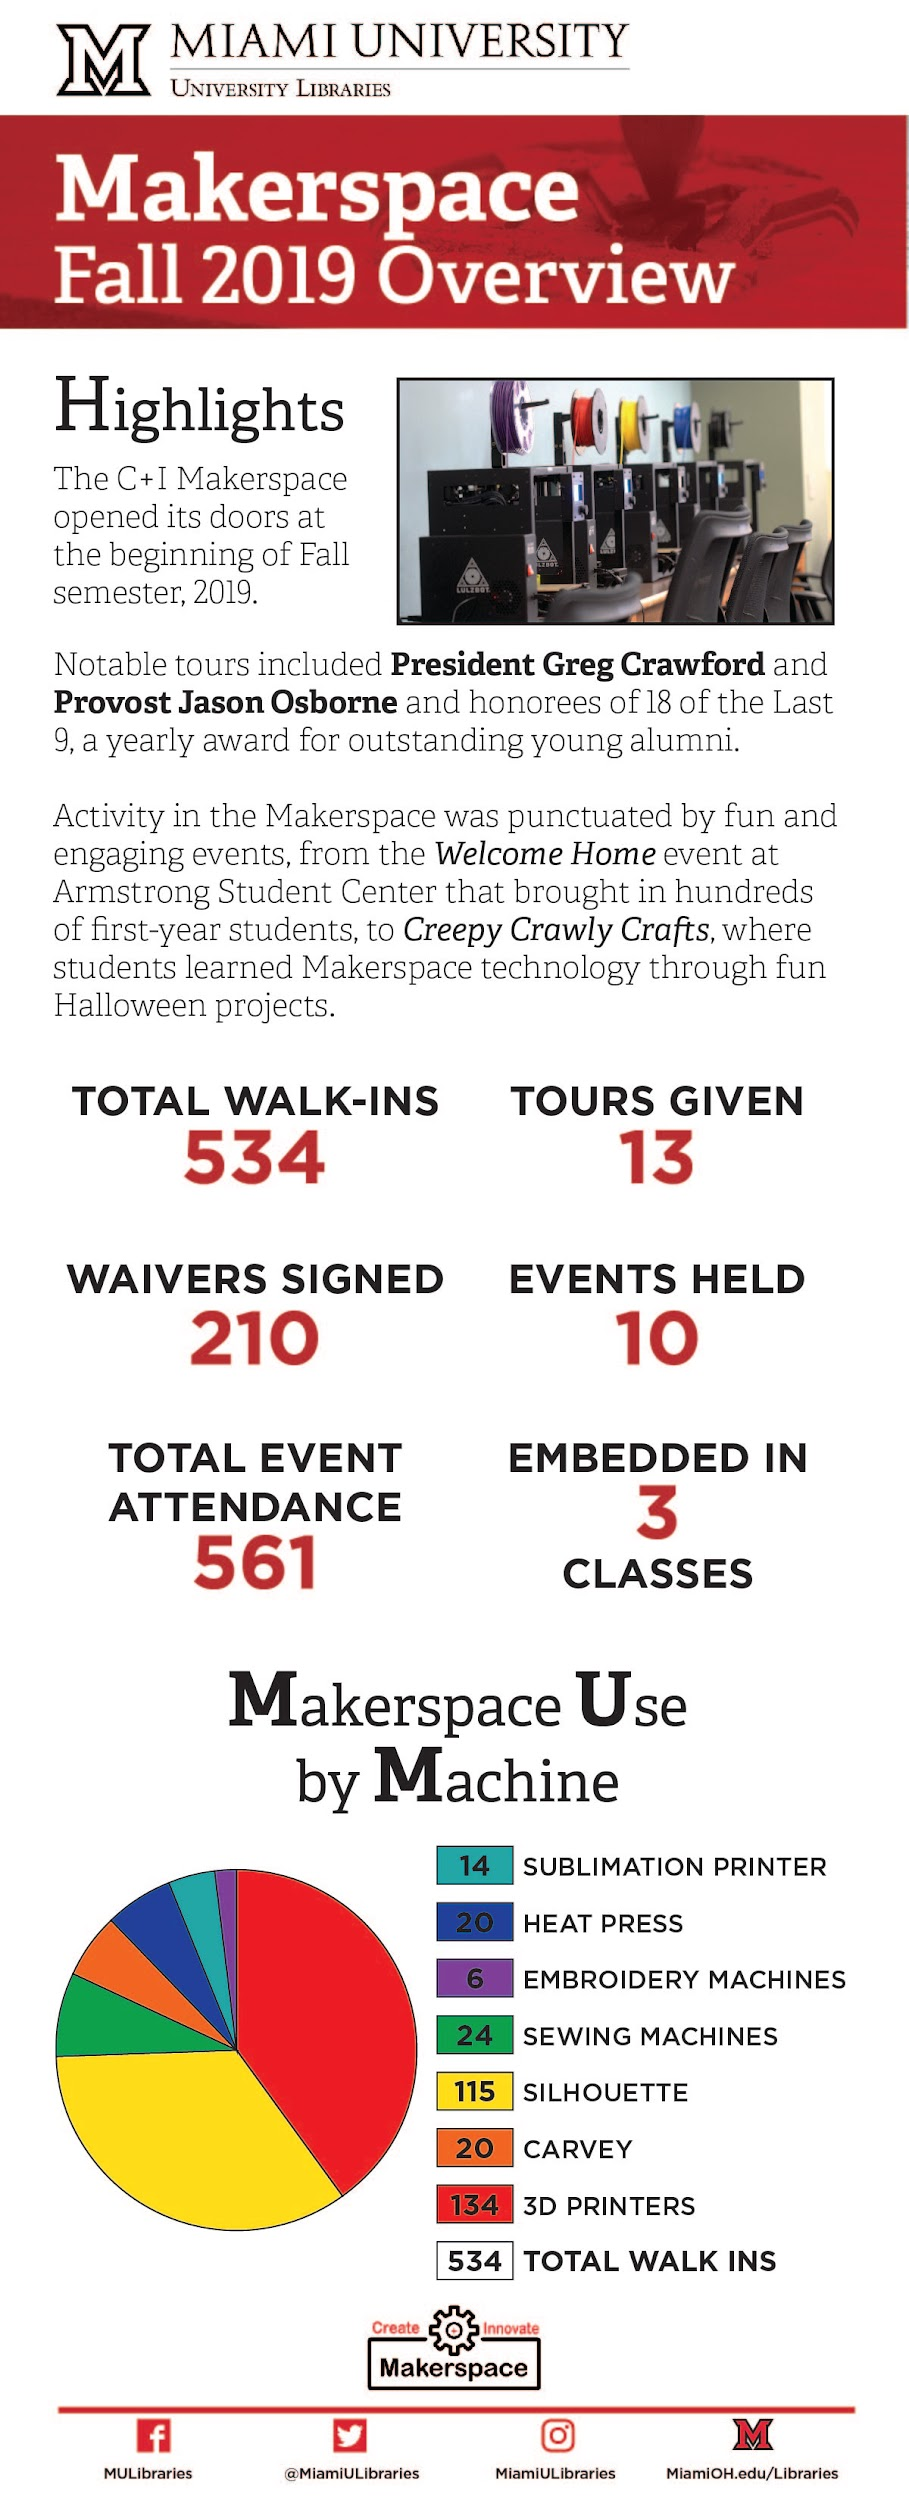 MIAMI UNIVERSITY
UNIVERSITY LIBRARIES
Makerspace
Fall 2019 Overview
Highlights
The C+I Makerspace
opened its doors at
the beginning of Fall
semester, 2019.
LULZBOT
ULZBOT
Notable tours included President Greg Crawford and
Provost Jason Osborne and honorees of 18 of the Last
9, a yearly award for outstanding young alumni.
Activity in the Makerspace was punctuated by fun and
engaging events, from the Welcome Home event at
Armstrong Student Center that brought in hundreds
of first-year students, to Creepy Crawly Crafts, where
students learned Makerspace technology through fun
Halloween projects.
TOTAL WALK-INS
534
TOURS GIVEN
13
WAIVERS SIGNED
210
EVENTS HELD
10
TOTAL EVENT
ATTENDANCE
561
EMBEDDED IN
3
CLASSES
Makerspace Use
by Machine
14 SUBLIMATION PRINTER
20 HEAT PRESS
6 EMBROIDERY MACHINES
24 SEWING MACHINES
115 SILHOUETTE
20 CARVEY
134 3D PRINTERS
534 TOTAL WALK INS
Create + Innovate
Makerspace
MULibraries
@MiamiULibraries
MiamiULibraries
MiamiOH.edu/Libraries